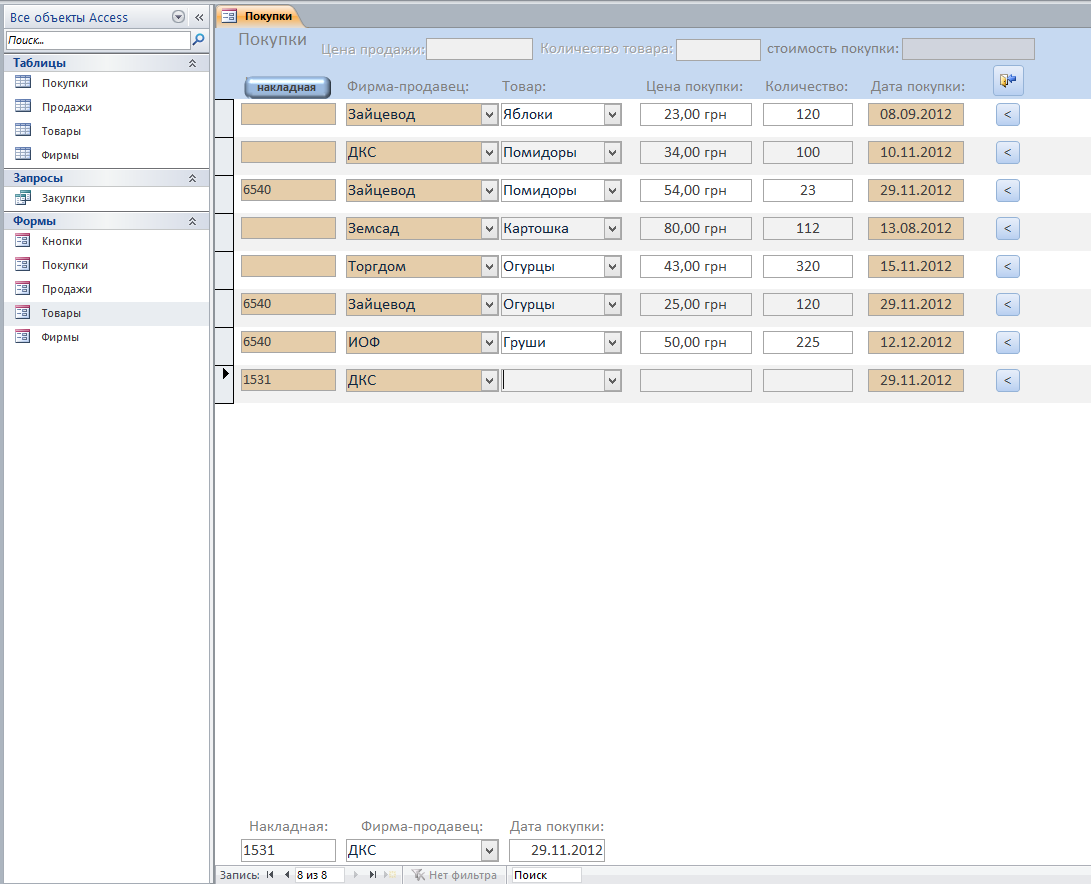 Все объекты Access «
Поиск...
Таблицы
Покупки
Продажи
Товары
Фирмы
Запросы
Закупки
Формы
Кнопки
Покупки
Продажи
Товары
Фирмы
Покупки
Покупки Цена продажи: Количество товара: стоимость покупки:
накладная Фирма-продавец: Товар: Цена покупки: Количество: Дата покупки:
Зайцевод Яблоки 23,00 грн 120 08.09.2012 <
ДКС Помидоры 34,00 грн 100 10.11.2012 <
6540 Зайцевод Помидоры 54,00 грн 23 29.11.2012 <
Земсад Картошка 80,00 грн 112 13.08.2012 <
Торгдом Огурцы 43,00 грн 320 15.11.2012 <
6540 Зайцевод Огурцы 25,00 грн 120 29.11.2012 <
6540 ИОФ Груши 50,00 грн 225 12.12.2012 <
1531 ДКС 29.11.2012 <
Накладная: Фирма-продавец: Дата покупки:
1531 ДКС 29.11.2012
Запись: 8 из 8 Нет фильтра Поиск